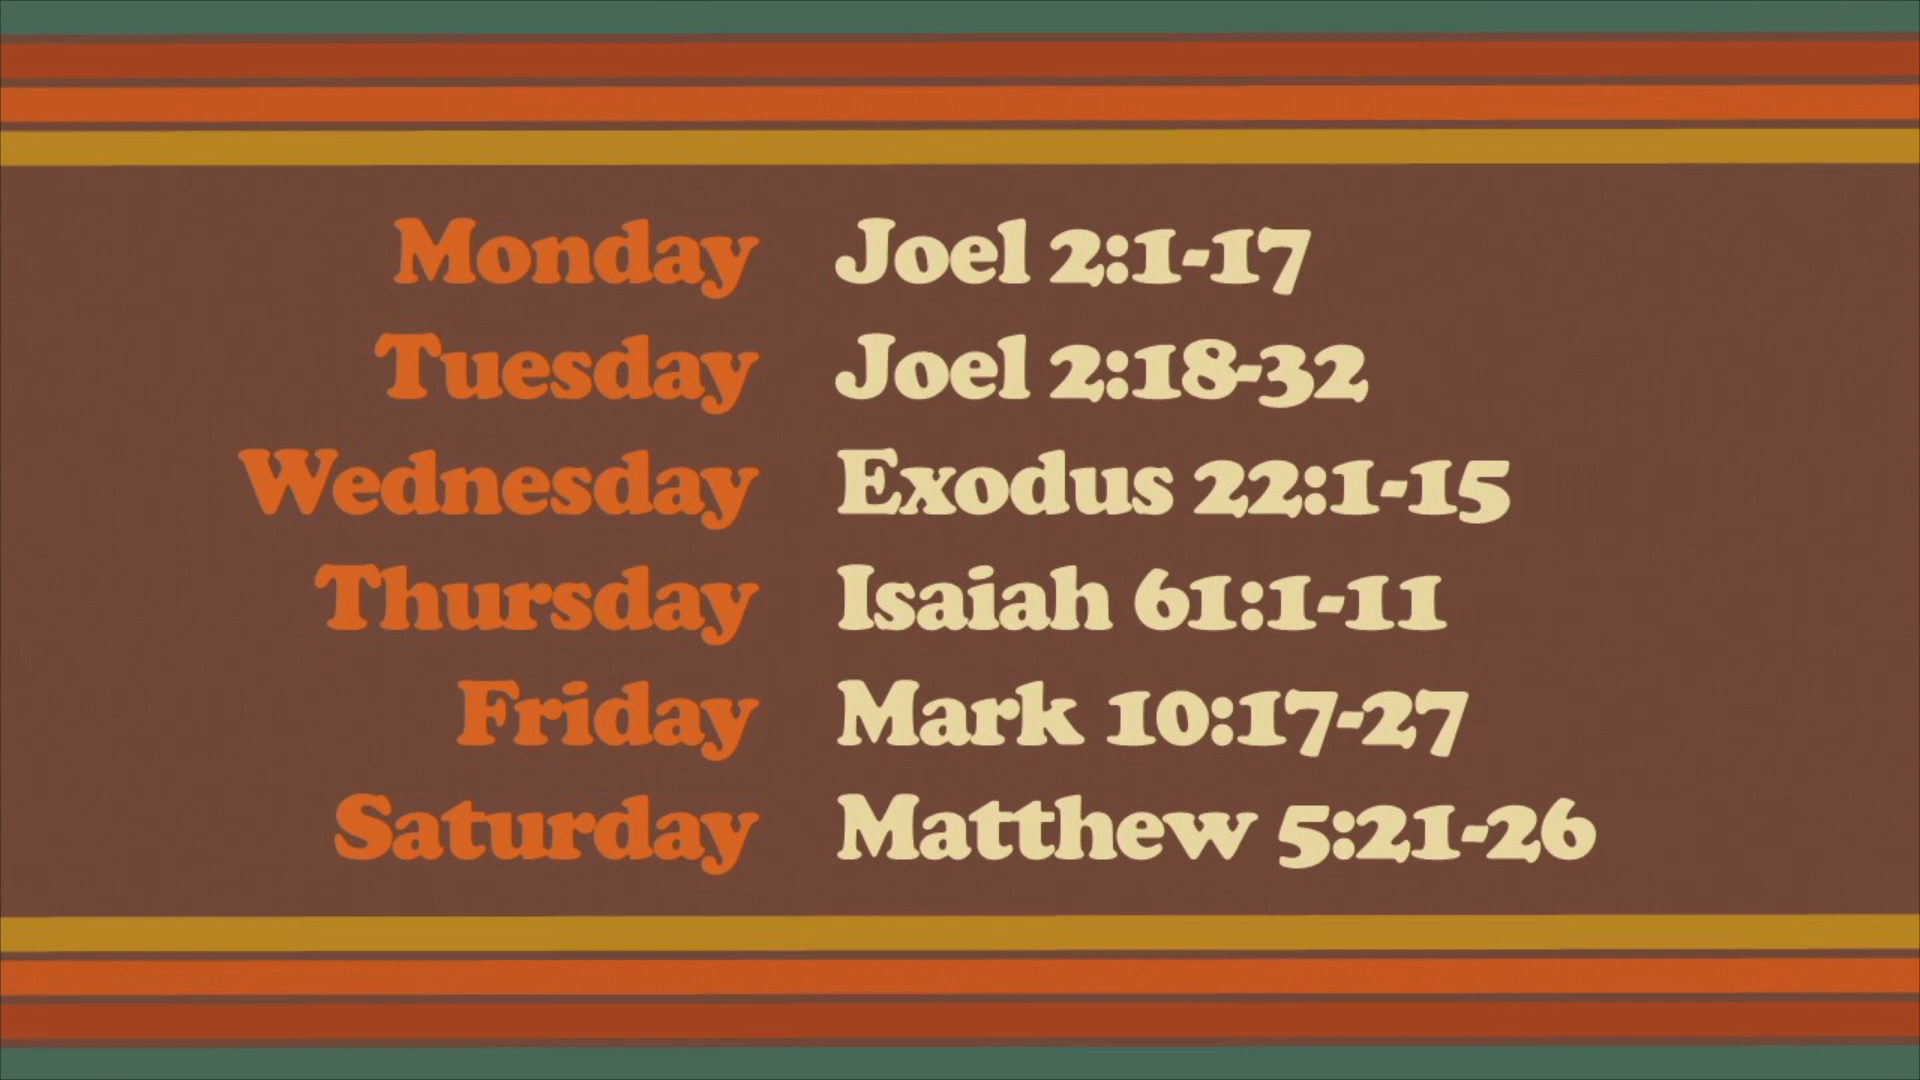 Monday Joel 2:1-17
Tuesday Joel 2:18-32
Wednesday Exodus 22:1-15
Thursday Isaiah 61:1-11
Friday Mark 10:17-27
Saturday Matthew 5:21-26